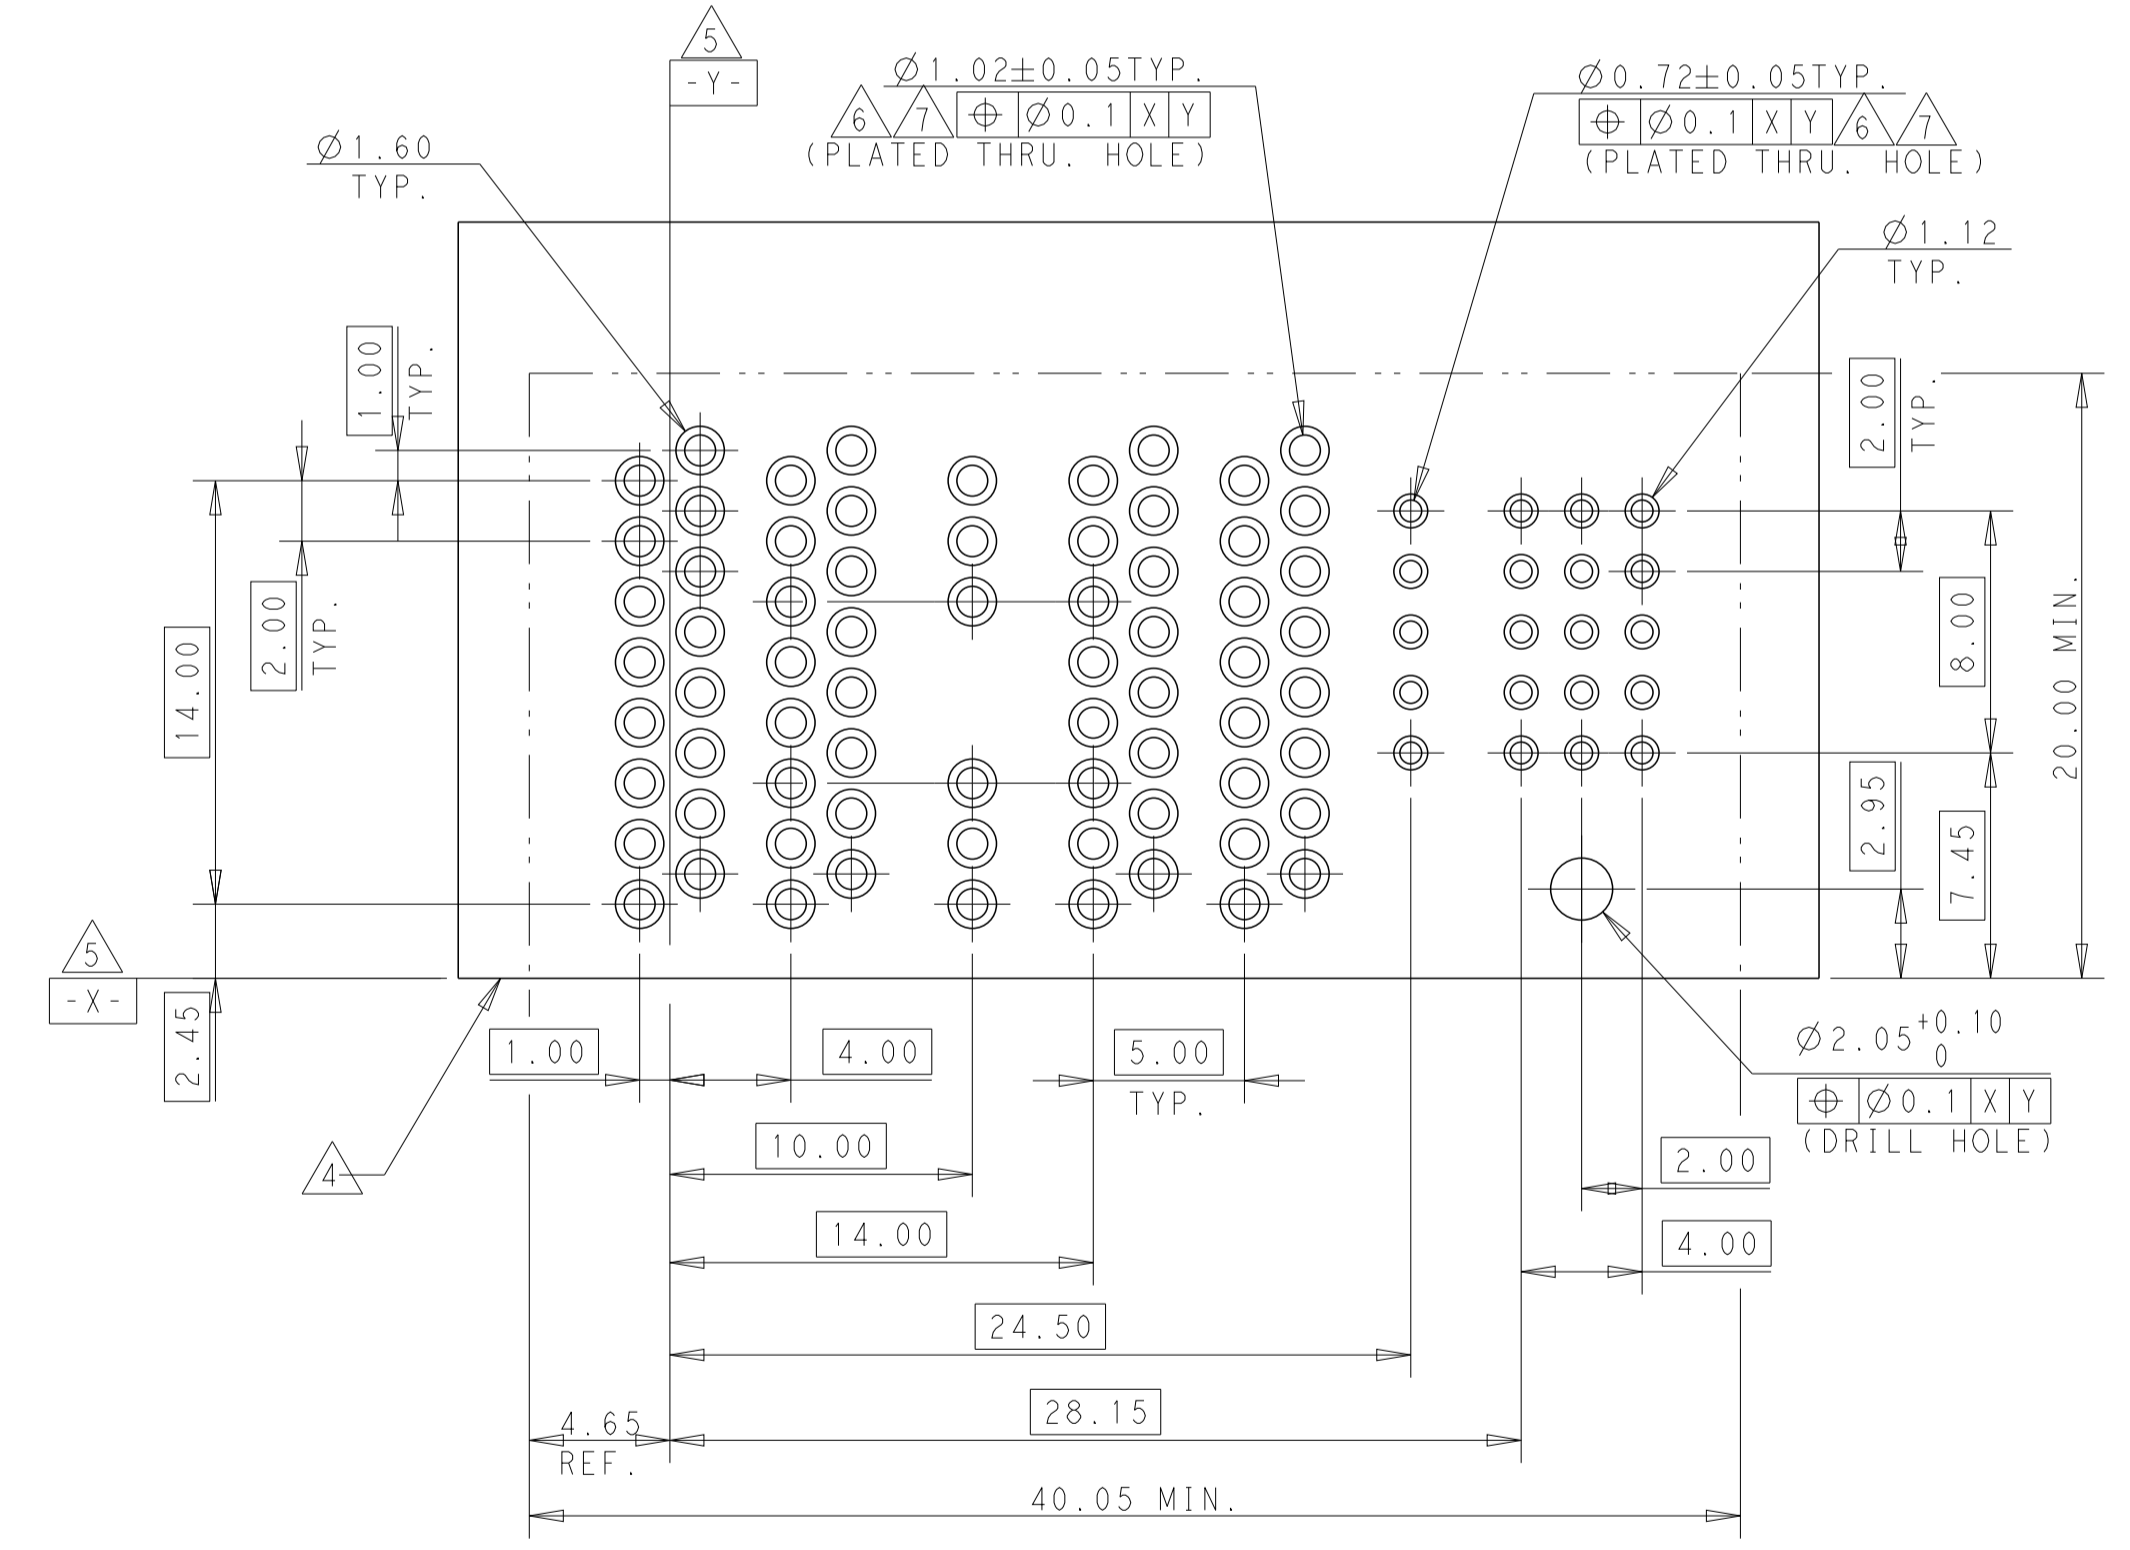 5
-Y-
Ø1.02±0.05TYP.
6 7 ⌖ Ø0.1 X Y
(PLATED THRU. HOLE)
Ø0.72±0.05TYP.
⌖ Ø0.1 X Y 6 7
(PLATED THRU. HOLE)
Ø1.60
TYP.
Ø1.12
TYP.
1.00
TYP.
2.00
TYP.
14.00
2.00
TYP.
8.00
20.00 MIN.
2.95
7.45
5
-X-
2.45
4
1.00
4.00
5.00
TYP.
Ø2.05 +0.10
0
⌖ Ø0.1 X Y
(DRILL HOLE)
10.00
2.00
14.00
4.00
24.50
28.15
4.65
REF.
40.05 MIN.